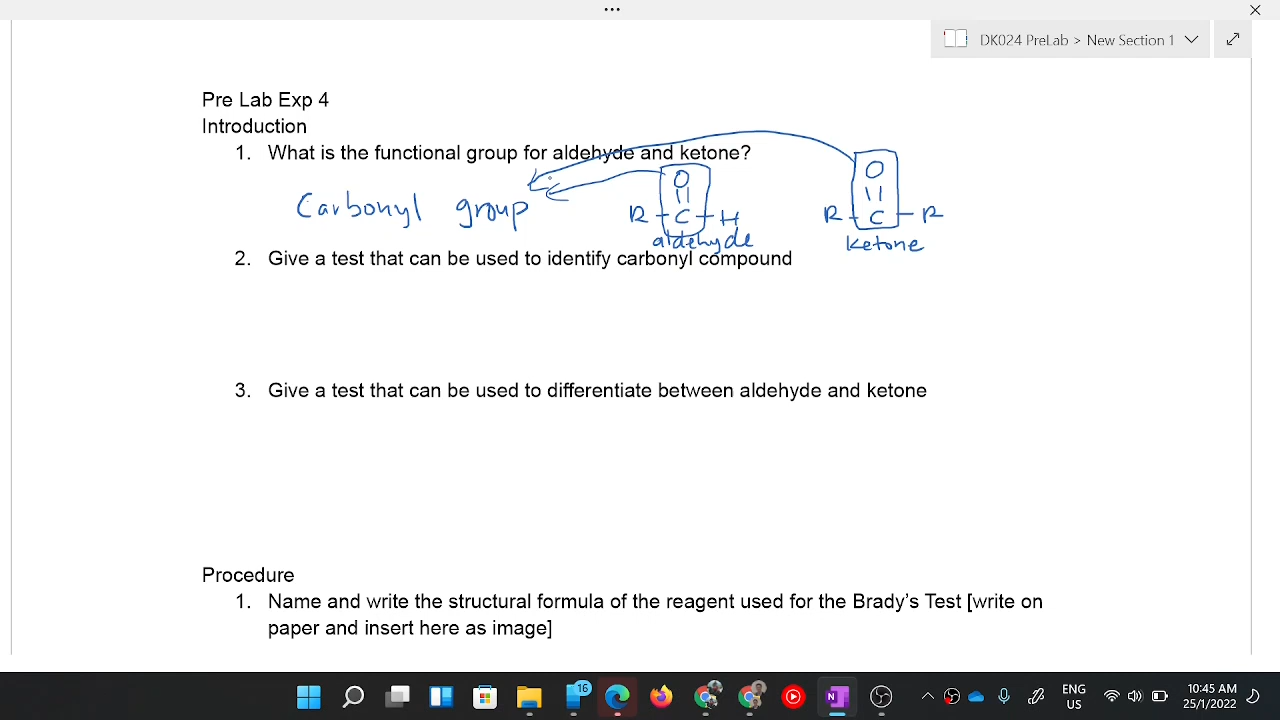 DK024 PreLab > New Section 1
Pre Lab Exp 4
Introduction
1. What is the functional group for aldehyde and ketone?
Carbonyl group
O
R - C - H
aldehyde
O
R - C - R
ketone
2. Give a test that can be used to identify carbonyl compound
3. Give a test that can be used to differentiate between aldehyde and ketone
Procedure
1. Name and write the structural formula of the reagent used for the Brady's Test [write on
paper and insert here as image]
16
ENG
US
10:45 AM
25/1/2022